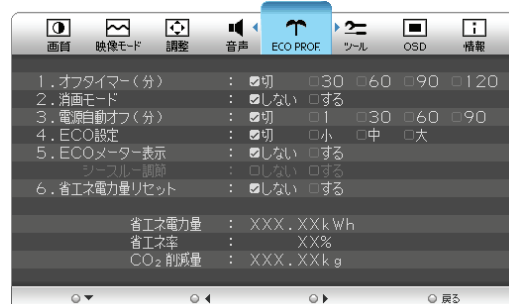 画質 映像モード 調整 音声 ECO PROF. ツール OSD 情報
1.オフタイマー(分) : ☑切 □30 □60 □90 □120
2.消画モード : ☑しない □する
3.電源自動オフ(分) : ☑切 □1 □30 □60 □90
4.ECO設定 : ☑切 □小 □中 □大
5.ECOメーター表示 : ☑しない □する
シースルー調節 : □しない □する
6.省エネ電力量リセット : ☑しない □する
省エネ電力量 : XXX.XXkWh
省エネ率 : XX%
CO₂削減量 : XXX.XXkg
戻る